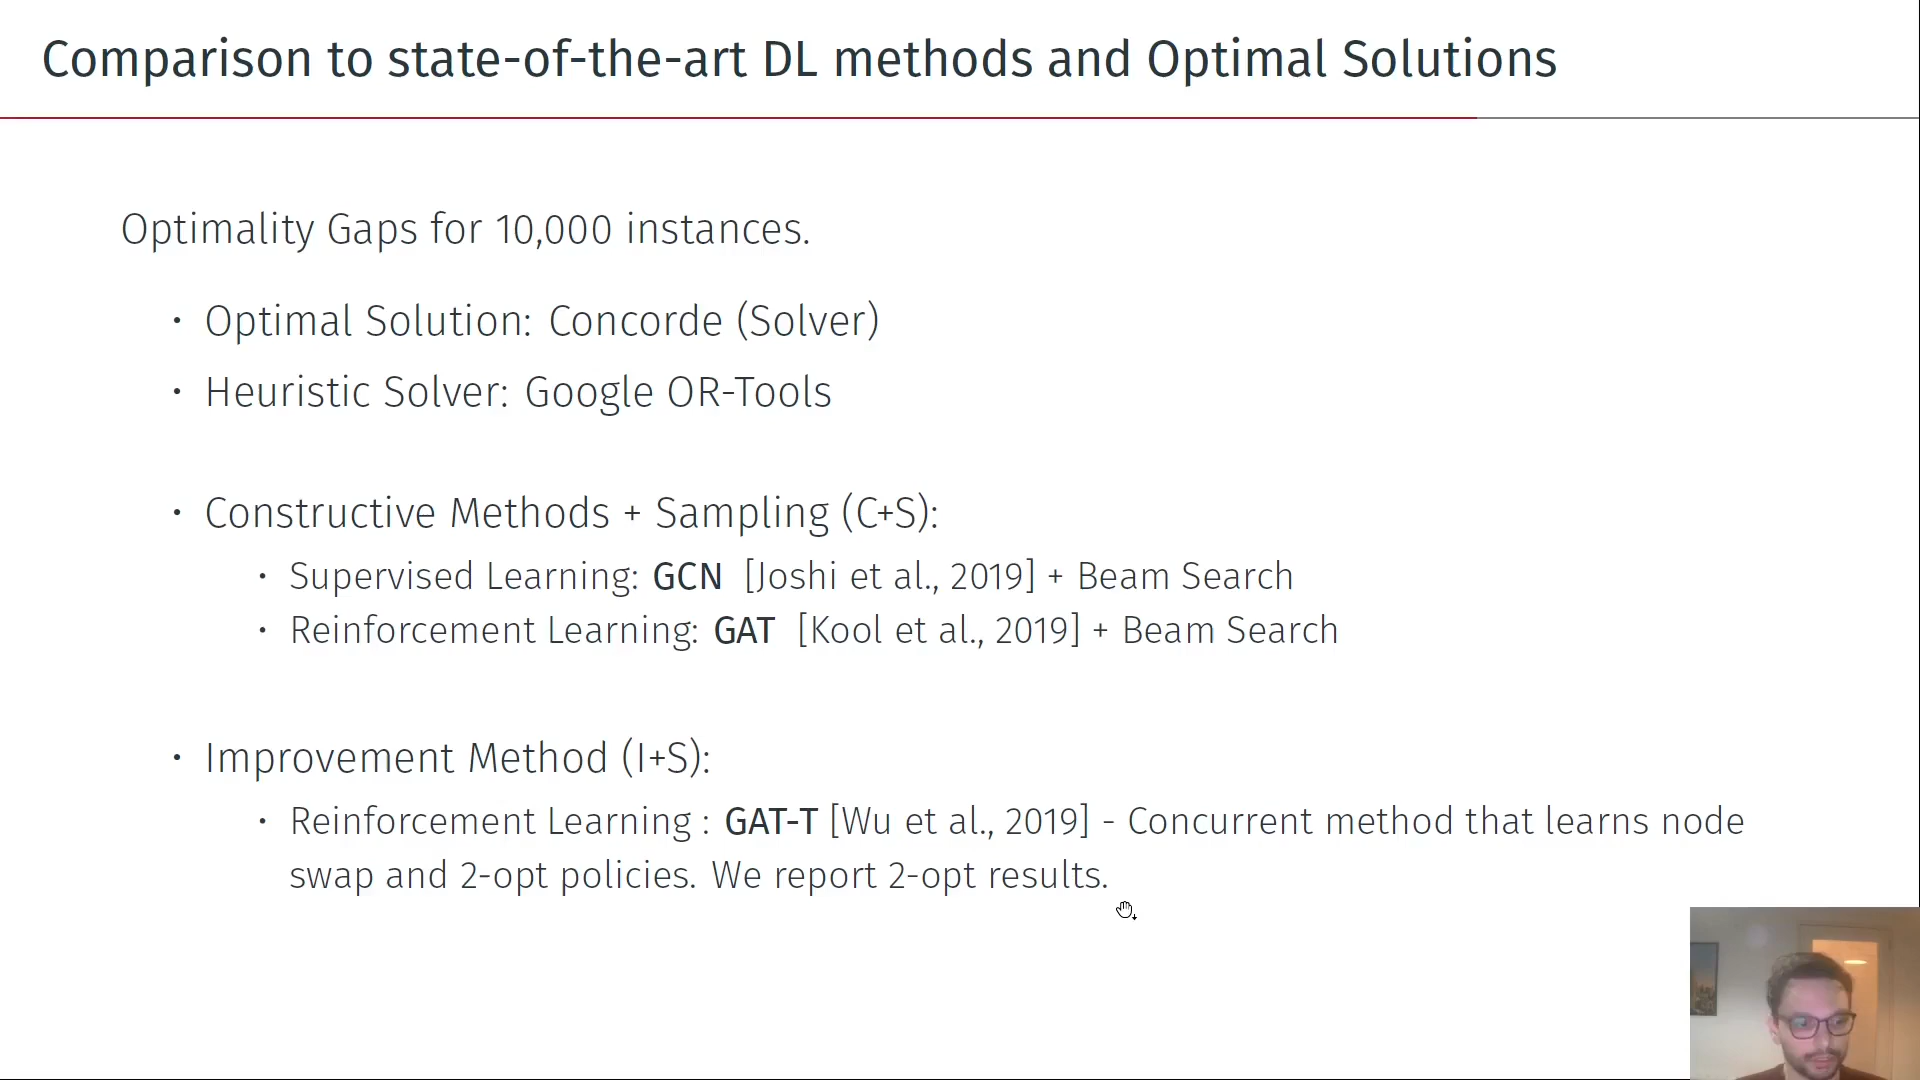 Comparison to state-of-the-art DL methods and Optimal Solutions
Optimality Gaps for 10,000 instances.
· Optimal Solution: Concorde (Solver)
· Heuristic Solver: Google OR-Tools
· Constructive Methods + Sampling (C+S):
· Supervised Learning: GCN [Joshi et al., 2019] + Beam Search
· Reinforcement Learning: GAT [Kool et al., 2019] + Beam Search
· Improvement Method (I+S):
· Reinforcement Learning : GAT-T [Wu et al., 2019] - Concurrent method that learns node
swap and 2-opt policies. We report 2-opt results.